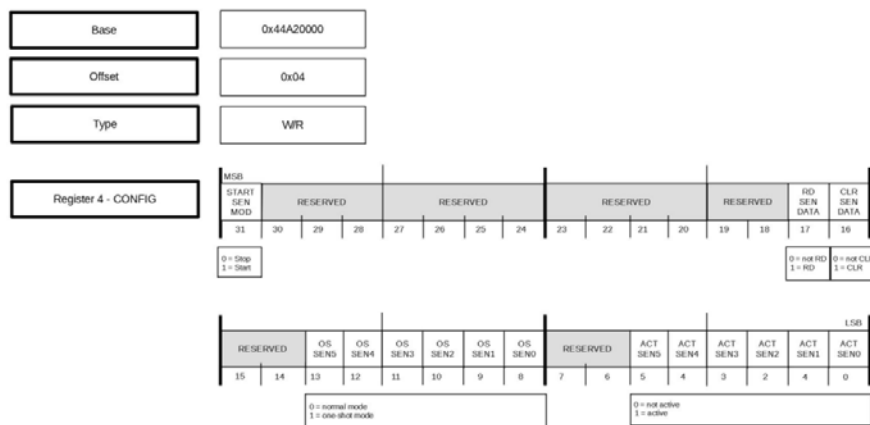 Base
0x44A20000
Offset
0x04
Type
W/R
Register 4 - CONFIG
MSB
START SEN MOD
RESERVED
RESERVED
RESERVED
RESERVED
RD SEN DATA
CLR SEN DATA
31 30 29 28 27 26 25 24 23 22 21 20 19 18 17 16
0 = Stop
1 = Start
0 = not RD
1 = RD
0 = not CL
1 = CLR
LSB
RESERVED
OS SEN5
OS SEN4
OS SEN3
OS SEN2
OS SEN1
OS SEN0
RESERVED
ACT SEN5
ACT SEN4
ACT SEN3
ACT SEN2
ACT SEN1
ACT SEN0
15 14 13 12 11 10 9 8 7 6 5 4 3 2 4 0
0 = normal mode
1 = one-shot mode
0 = not active
1 = active